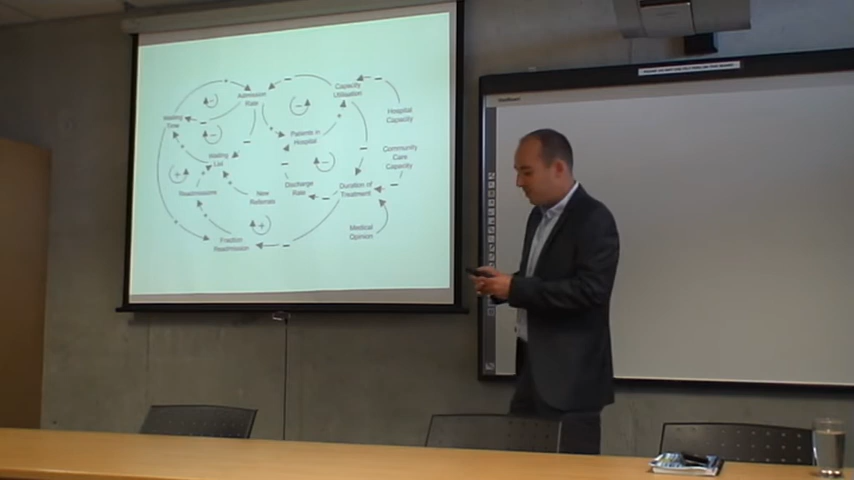 Admission
Rate
Capacity
Utilisation
Hospital
Capacity
Waiting
Time
Patients in
Hospital
Community
Care
Capacity
Waiting
List
Readmissions
New
Referrals
Discharge
Rate
Duration of
Treatment
Medical
Opinion
Fraction
Readmission